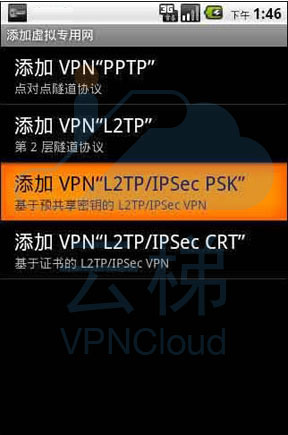 3G
下午 1:46
添加虚拟专用网
添加 VPN“PPTP”
点对点隧道协议
添加 VPN“L2TP”
第 2 层隧道协议
添加 VPN“L2TP/IPSec PSK”
基于预共享密钥的 L2TP/IPSec VPN
添加 VPN“L2TP/IPSec CRT”
基于证书的 L2TP/IPSec VPN
云梯
VPNCloud